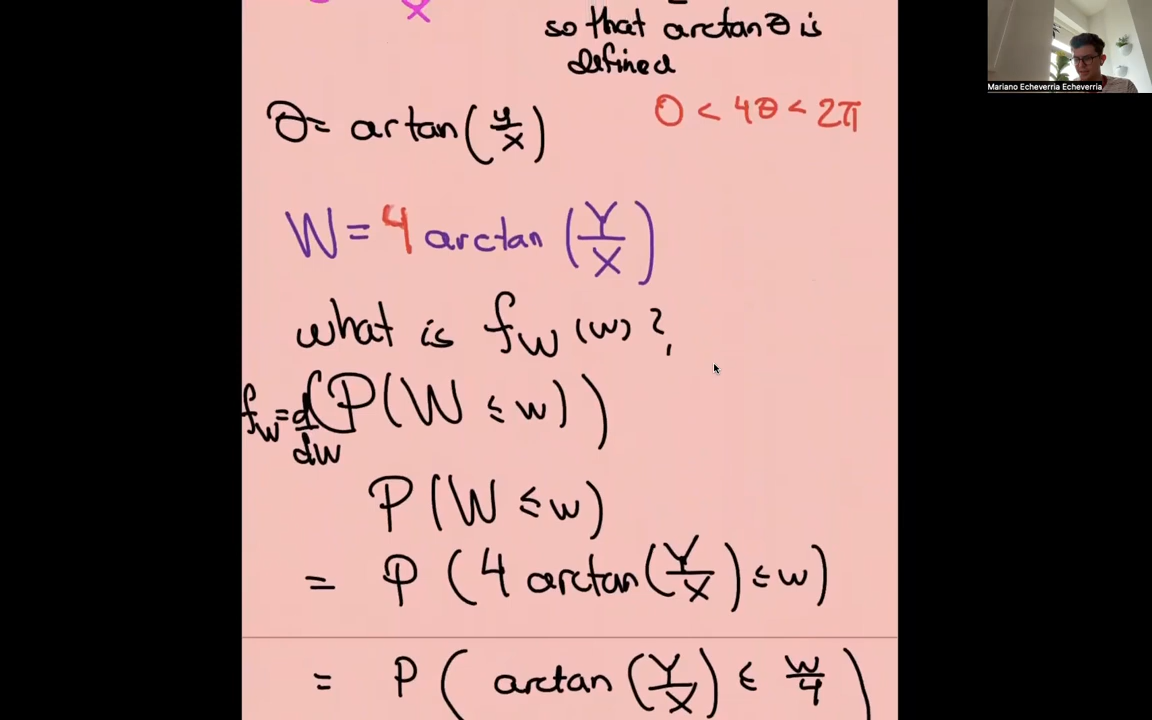 x
so that arctan θ is
defined
θ = artan(y/x)
0 < 4θ < 2π
W = 4 arctan (Y/X)
what is f_W (w) ?
f_W = d/dw (P(W ≤ w))
P(W ≤ w)
= P (4 arctan(Y/X) ≤ w)
= P ( arctan (Y/X) ≤ w/4 )
Mariano Echeverria Echeverria